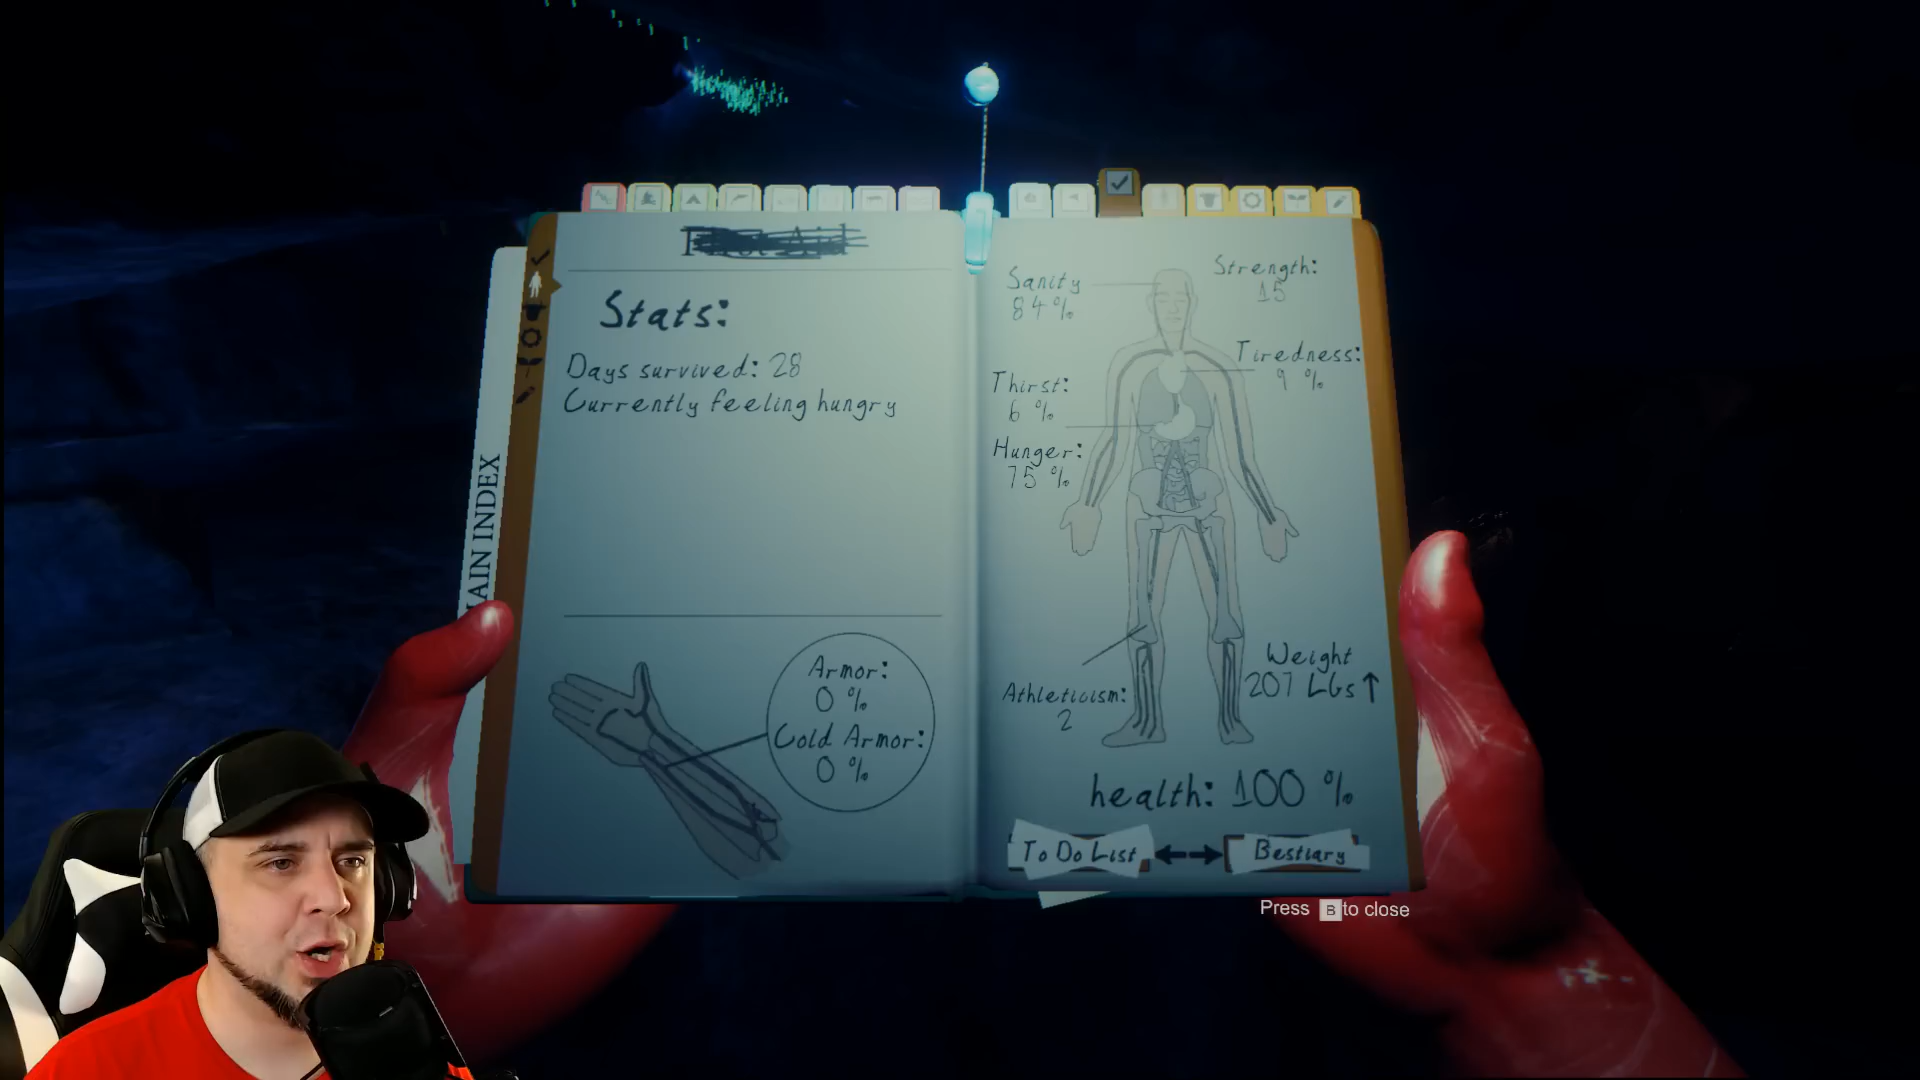 MAIN INDEX
Stats:
Days survived: 28
Currently feeling hungry
Armor:
0 %
Cold Armor:
0 %
Sanity
84%
Strength:
15
Tiredness:
9 %
Thirst:
6 %
Hunger:
75 %
Athleticism:
2
Weight
207 LBs
health: 100 %
To Do List
Bestiary
Press B to close